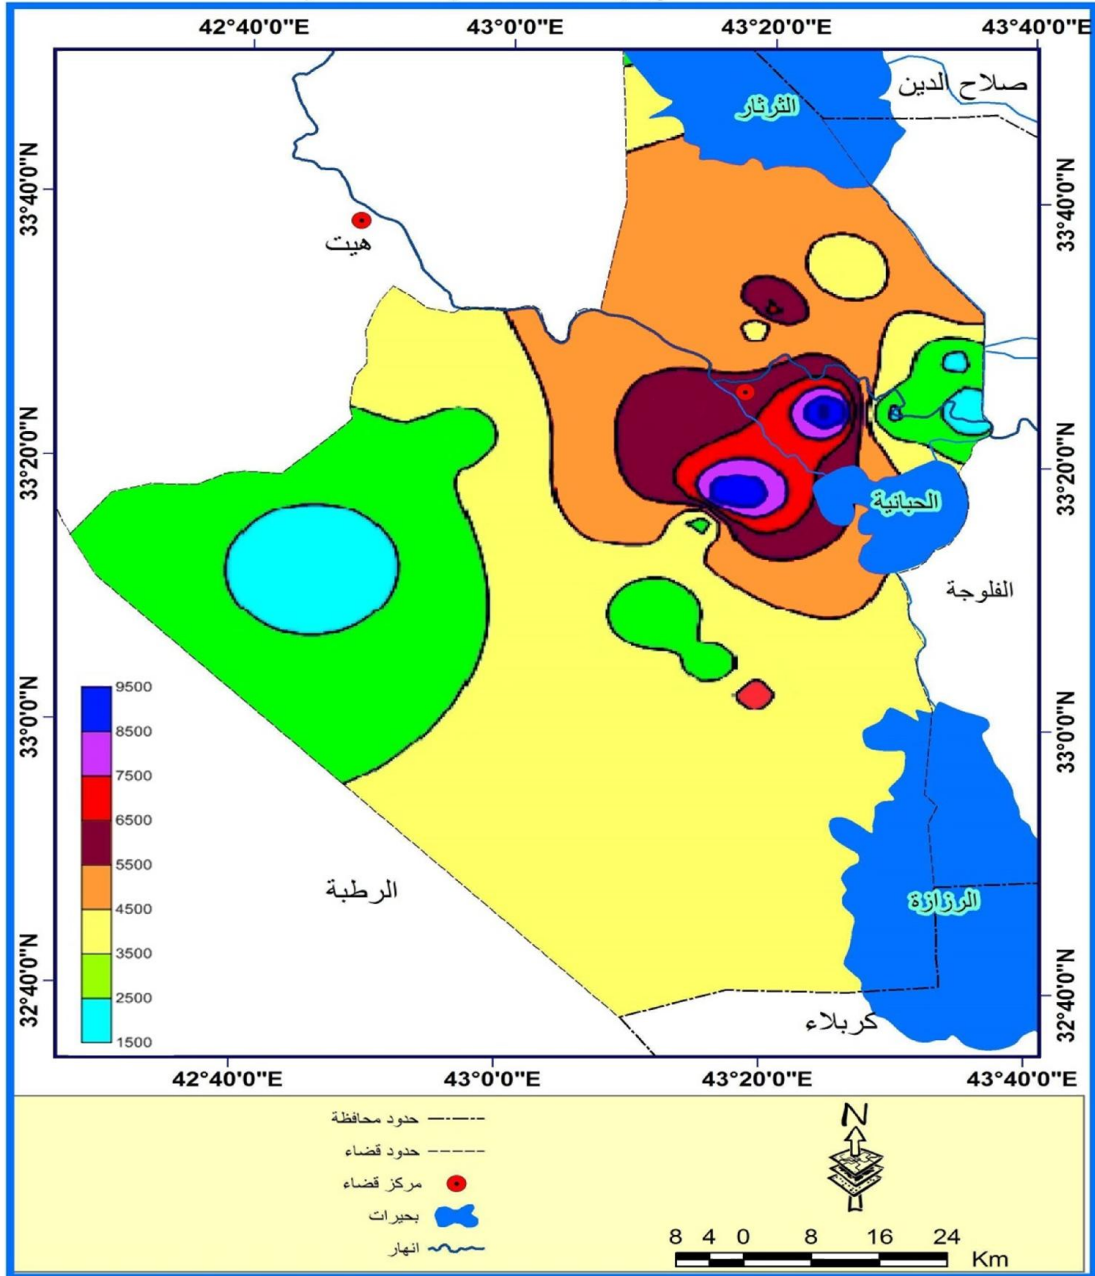 42°40'0"E 43°0'0"E 43°20'0"E 43°40'0"E
صلاح الدين
الثرثار
33°40'0"N
33°40'0"N
هيت
33°20'0"N
33°20'0"N
الحبانية
الفلوجة
33°0'0"N
33°0'0"N
9500
8500
7500
6500
5500
4500
3500
2500
1500
الرطبة
الرزازة
32°40'0"N
32°40'0"N
كربلاء
42°40'0"E 43°0'0"E 43°20'0"E 43°40'0"E
حدود محافظة
حدود قضاء
مركز قضاء
بحيرات
انهار
N
8 4 0 8 16 24
Km